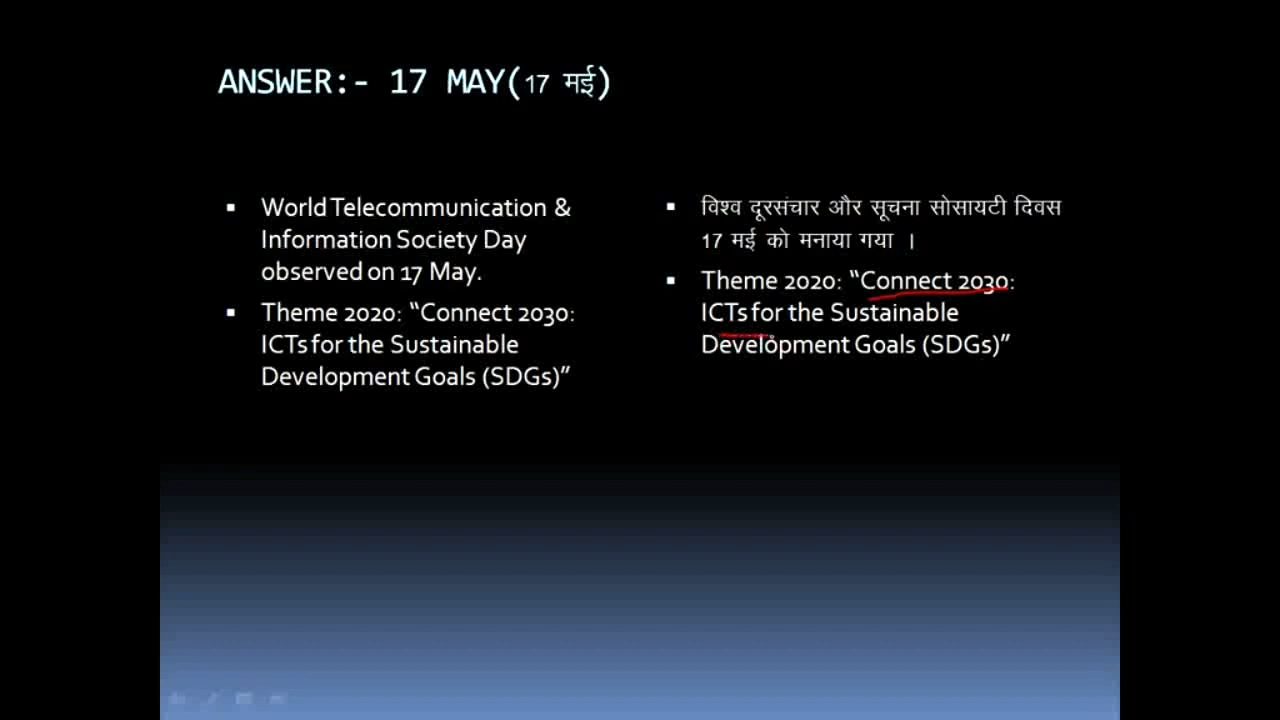 ANSWER:- 17 MAY(17 मई)
▪ World Telecommunication &
Information Society Day
observed on 17 May.
▪ Theme 2020: “Connect 2030:
ICTs for the Sustainable
Development Goals (SDGs)”
▪ विश्व दूरसंचार और सूचना सोसायटी दिवस
17 मई को मनाया गया ।
▪ Theme 2020: “Connect 2030:
ICTs for the Sustainable
Development Goals (SDGs)”